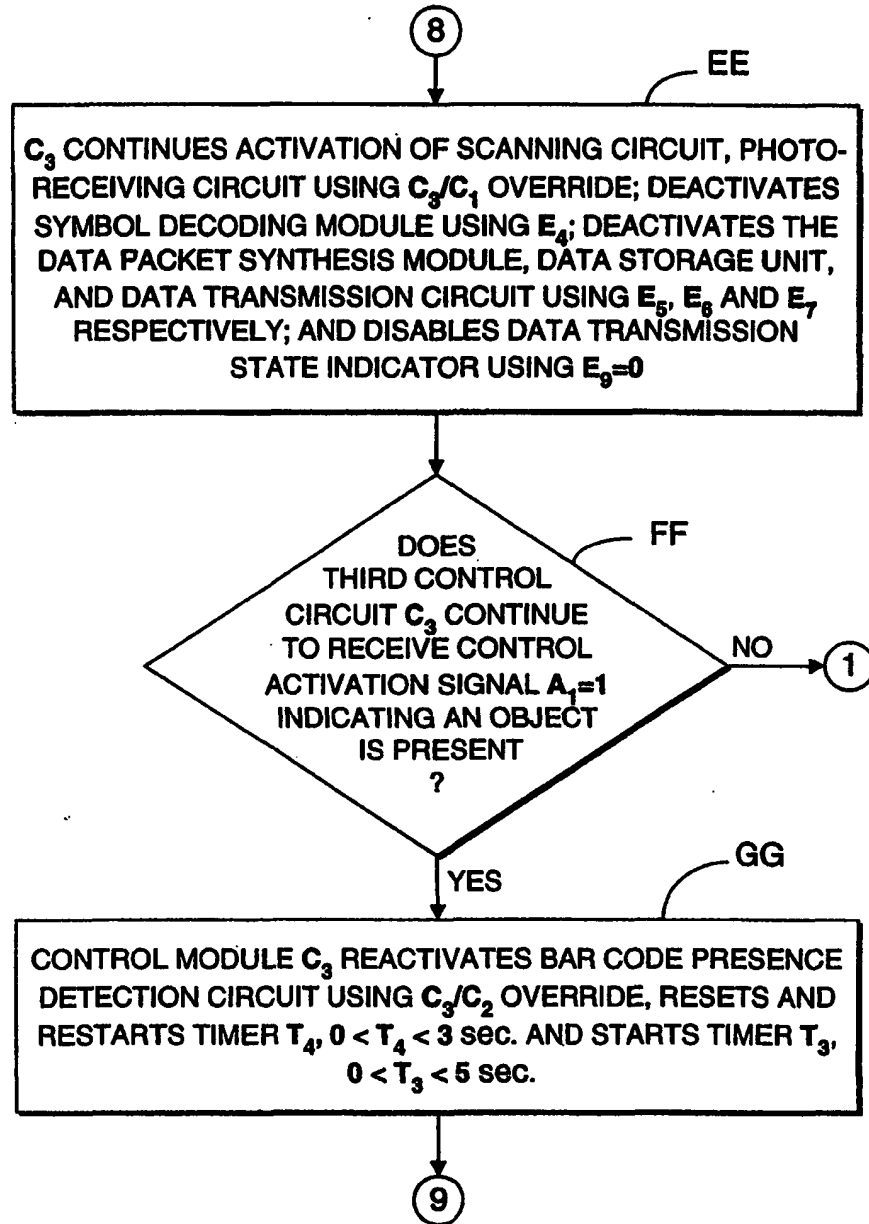 8
EE
C3 CONTINUES ACTIVATION OF SCANNING CIRCUIT, PHOTO-
RECEIVING CIRCUIT USING C3/C1 OVERRIDE; DEACTIVATES
SYMBOL DECODING MODULE USING E4; DEACTIVATES THE
DATA PACKET SYNTHESIS MODULE, DATA STORAGE UNIT,
AND DATA TRANSMISSION CIRCUIT USING E5, E6 AND E7
RESPECTIVELY; AND DISABLES DATA TRANSMISSION
STATE INDICATOR USING E9=0
FF
DOES
THIRD CONTROL
CIRCUIT C3 CONTINUE
TO RECEIVE CONTROL
ACTIVATION SIGNAL A1=1
INDICATING AN OBJECT
IS PRESENT
?
NO
1
YES
GG
CONTROL MODULE C3 REACTIVATES BAR CODE PRESENCE
DETECTION CIRCUIT USING C3/C2 OVERRIDE, RESETS AND
RESTARTS TIMER T4, 0 < T4 < 3 sec. AND STARTS TIMER T3,
0 < T3 < 5 sec.
9